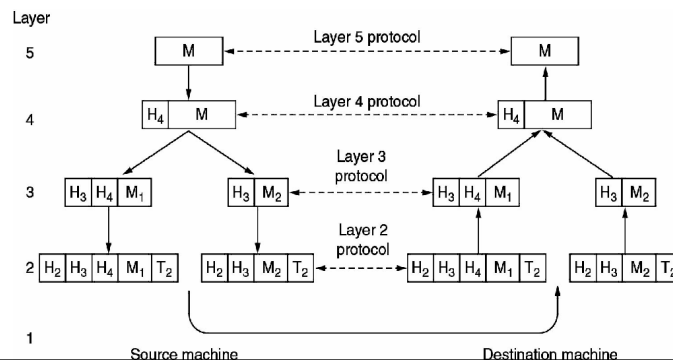 Layer
5 M Layer 5 protocol M
4 H₄ M Layer 4 protocol H₄ M
3 H₃ H₄ M₁ H₃ M₂ Layer 3 protocol H₃ H₄ M₁ H₃ M₂
2 H₂ H₃ H₄ M₁ T₂ H₂ H₃ M₂ T₂ Layer 2 protocol H₂ H₃ H₄ M₁ T₂ H₂ H₃ M₂ T₂
1
Source machine Destination machine